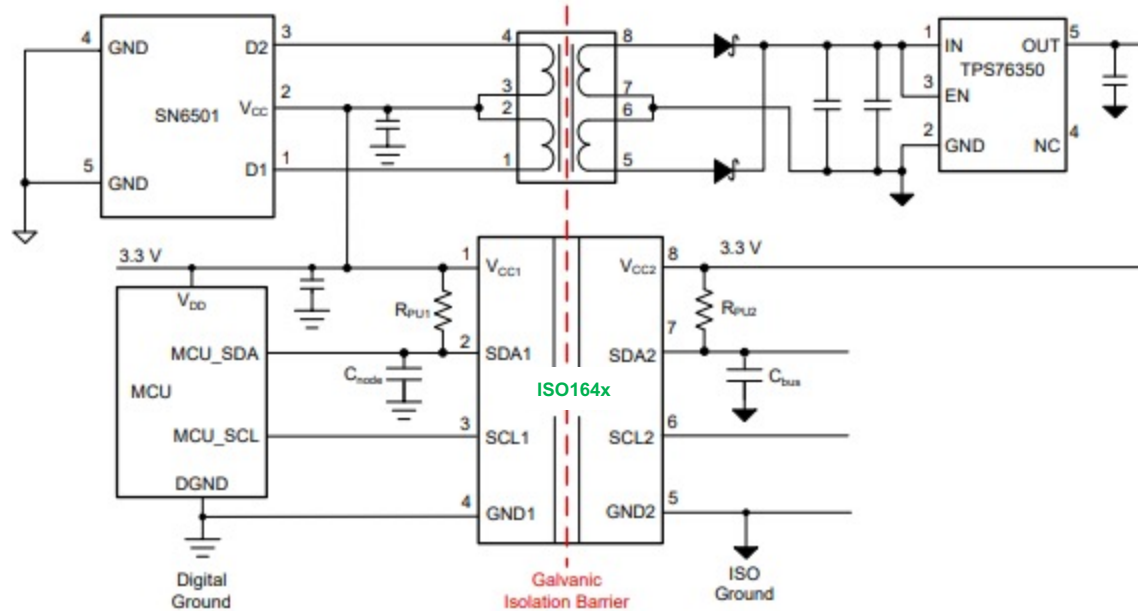 4 GND D2 3 4 8 1 IN OUT 5
TPS76350
3 7 3 EN
SN6501 VCC 2 2 6
2 GND NC 4
5 GND D1 1 1 5
3.3 V 1 VCC1 VCC2 8 3.3 V
VDD
RPU1 RPU2
MCU_SDA 2 SDA1 SDA2 7
Cnode Cbus
MCU ISO164x
MCU_SCL 3 SCL1 SCL2 6
DGND
4 GND1 GND2 5
Digital
Ground
Galvanic
Isolation Barrier
ISO
Ground